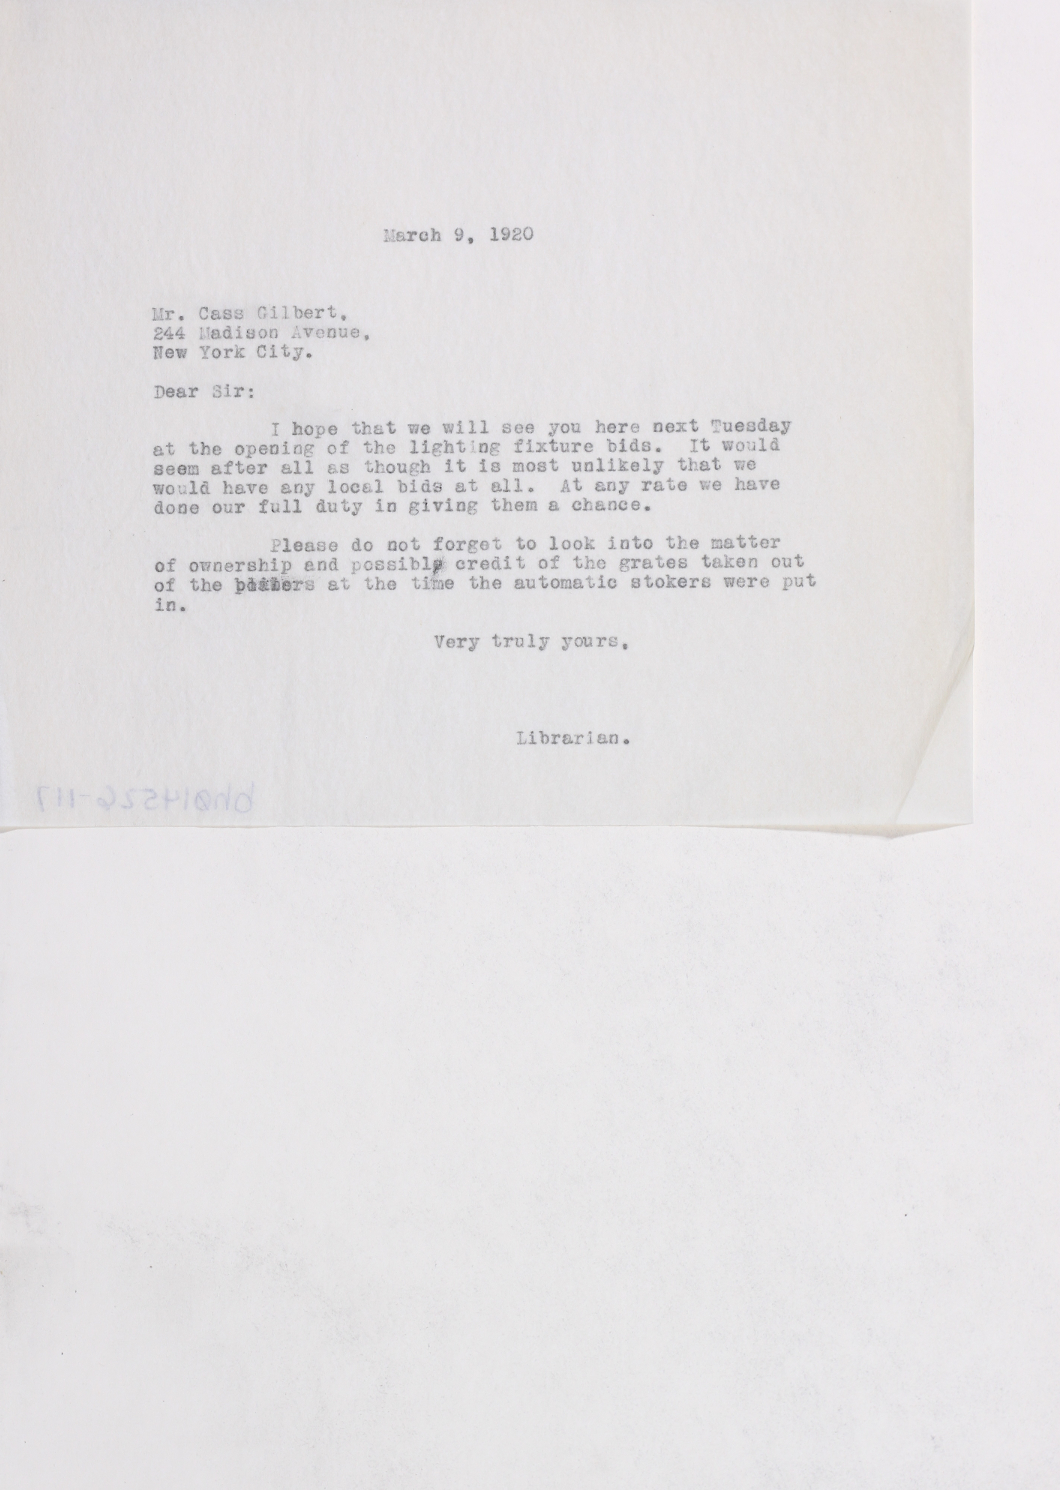 March 9, 1920
Mr. Cass Gilbert,
244 Madison Avenue,
New York City.
Dear Sir:
I hope that we will see you here next Tuesday
at the opening of the lighting fixture bids. It would
seem after all as though it is most unlikely that we
would have any local bids at all. At any rate we have
done our full duty in giving them a chance.
Please do not forget to look into the matter
of ownership and possible credit of the grates taken out
of the boilers at the time the automatic stokers were put
in.
Very truly yours,
Librarian.
bh014526-117